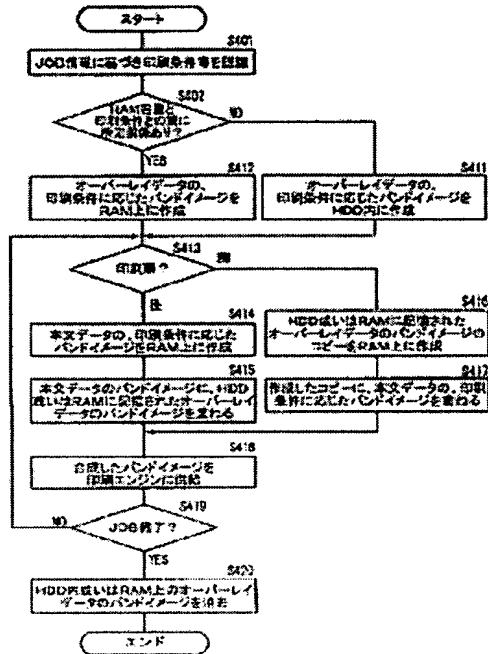 スタート
S401
JOB情報に基づき印刷条件等を認識
S402
RAM容量と
印刷条件との間に
所定関係あり？
NO
YES
S412
オーバーレイデータの、
印刷条件に応じたバンドイメージを
RAM上に作成
S411
オーバーレイデータの、
印刷条件に応じたバンドイメージを
HDD内に作成
S413
印刷順？
後
S414
本文データの、印刷条件に応じた
バンドイメージをRAM上に作成
S416
HDD或いはRAMに記憶された
オーバーレイデータのバンドイメージの
コピーをRAM上に作成
S415
本文データのバンドイメージに、HDD
或いはRAMに記憶されたオーバーレイ
データのバンドイメージを重ねる
S417
作成したコピーに、本文データの、印刷
条件に応じたバンドイメージを重ねる
S418
合成したバンドイメージを
印刷エンジンに供給
S419
JOB終了？
NO
YES
S420
HDD内或いはRAM上のオーバーレイ
データのバンドイメージを消去
エンド